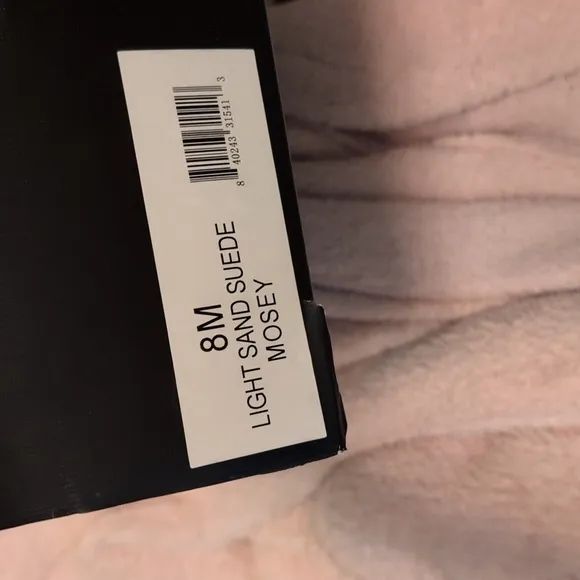 8M
LIGHT SAND SUEDE
MOSEY
8 40243 31541 3